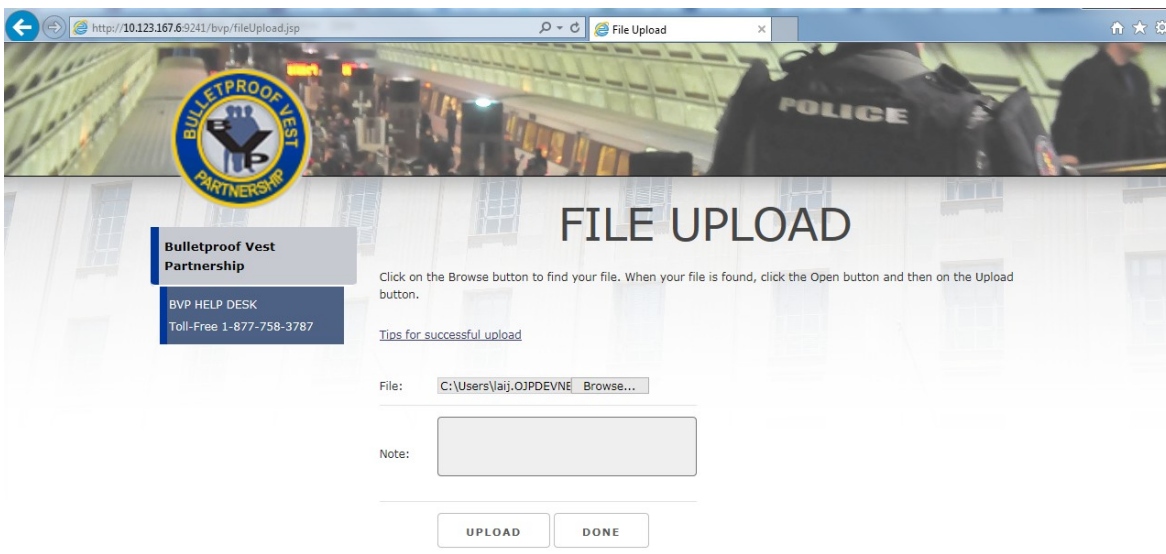 http://10.123.167.6:9241/bvp/fileUpload.jsp
File Upload
BULLETPROOF VEST
BVP
PARTNERSHIP
POLICE
FILE UPLOAD
Bulletproof Vest
Partnership
BVP HELP DESK
Toll-Free 1-877-758-3787
Click on the Browse button to find your file. When your file is found, click the Open button and then on the Upload
button.
Tips for successful upload
File: C:\Users\laij.OJPDEVNE Browse...
Note:
UPLOAD DONE